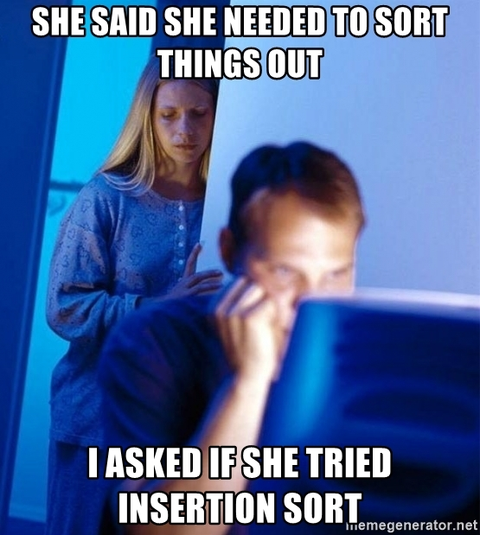 SHE SAID SHE NEEDED TO SORT
THINGS OUT
I ASKED IF SHE TRIED
INSERTION SORT
memegenerator.net